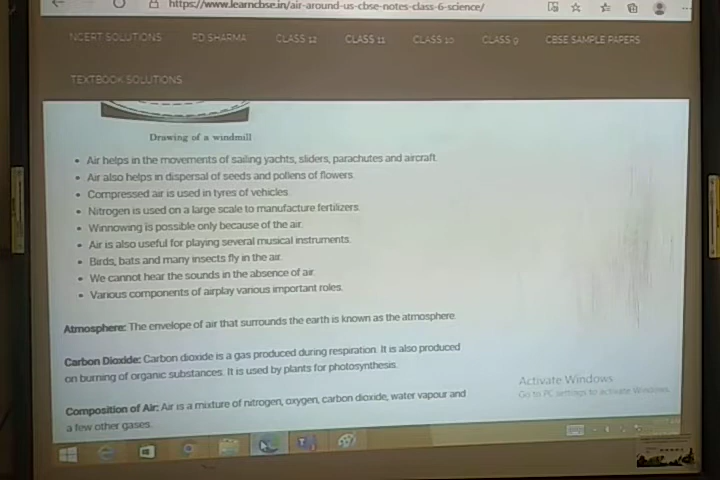 https://www.learncbse.in/air-around-us-cbse-notes-class-6-science/
NCERT SOLUTIONS RD SHARMA CLASS 12 CLASS 11 CLASS 10 CLASS 9 CBSE SAMPLE PAPERS
TEXTBOOK SOLUTIONS
Drawing of a windmill
• Air helps in the movements of sailing yachts, sliders, parachutes and aircraft.
• Air also helps in dispersal of seeds and pollens of flowers.
• Compressed air is used in tyres of vehicles.
• Nitrogen is used on a large scale to manufacture fertilizers.
• Winnowing is possible only because of the air.
• Air is also useful for playing several musical instruments.
• Birds, bats and many insects fly in the air.
• We cannot hear the sounds in the absence of air.
• Various components of airplay various important roles.
Atmosphere: The envelope of air that surrounds the earth is known as the atmosphere.
Carbon Dioxide: Carbon dioxide is a gas produced during respiration. It is also produced
on burning of organic substances. It is used by plants for photosynthesis.
Composition of Air: Air is a mixture of nitrogen, oxygen, carbon dioxide, water vapour and
a few other gases.
Activate Windows
Go to PC settings to activate Windows.